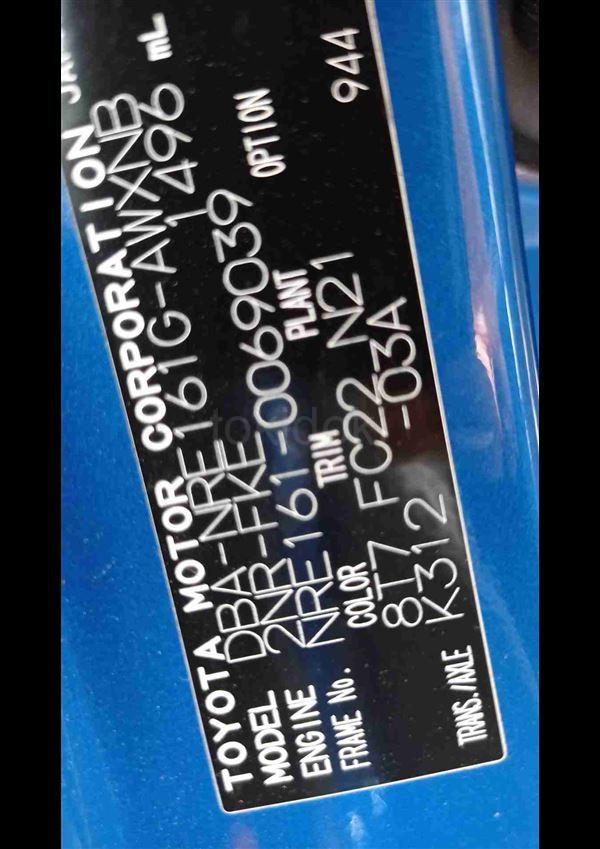 TOYOTA MOTOR CORPORATION
MODEL DBA-NRE161G-AWXNB
ENGINE 2NR-FKE 1496 mL
FRAME No. NRE161-0069039
COLOR TRIM PLANT OPTION
8T7 FC22 N21 944
TRANS./AXLE K312 -03A